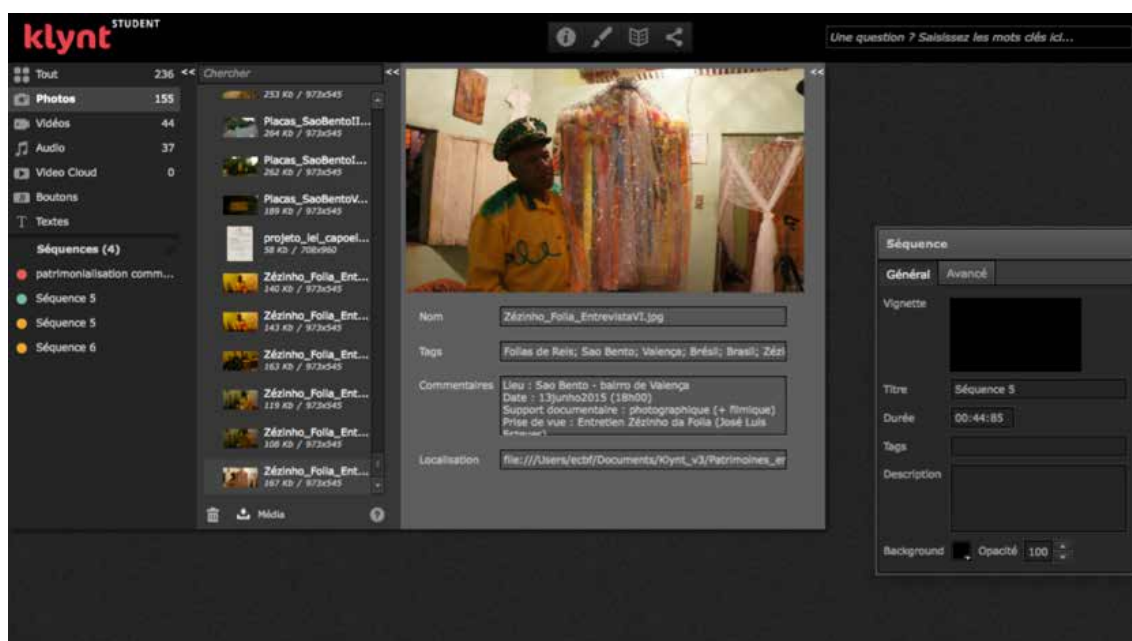 klynt STUDENT
Une question ? Saisissez les mots clés ici...
Tout 236 <<
Photos 155
Vidéos 44
Audio 37
Video Cloud 0
Boutons
Textes
Séquences (4)
patrimonialisation comm...
Séquence 5
Séquence 5
Séquence 6
Chercher <<
253 Kb / 973x545
Placas_SaoBentoII...
264 Kb / 973x545
Placas_SaoBentoI...
262 Kb / 973x545
Placas_SaoBentoV...
189 Kb / 973x545
projeto_lei_capoei...
58 Kb / 708x960
Zézinho_Folia_Ent...
140 Kb / 973x545
Zézinho_Folia_Ent...
143 Kb / 973x545
Zézinho_Folia_Ent...
163 Kb / 973x545
Zézinho_Folia_Ent...
119 Kb / 973x545
Zézinho_Folia_Ent...
108 Kb / 973x545
Zézinho_Folia_Ent...
167 Kb / 973x545
Média
<<
Nom Zézinho_Folia_EntrevistaVI.jpg
Tags Folias de Reis; Sao Bento; Valença; Brésil; Brasil; Zézi
Commentaires Lieu : Sao Bento - bairro de Valença
Date : 13junho2015 (18h00)
Support documentaire : photographique (+ filmique)
Prise de vue : Entretien Zézinho da Folia (José Luis
Localisation file:///Users/ecbf/Documents/Klynt_v3/Patrimoines_er
Séquence
Général Avancé
Vignette
Titre Séquence 5
Durée 00:44:85
Tags
Description
Background Opacité 100